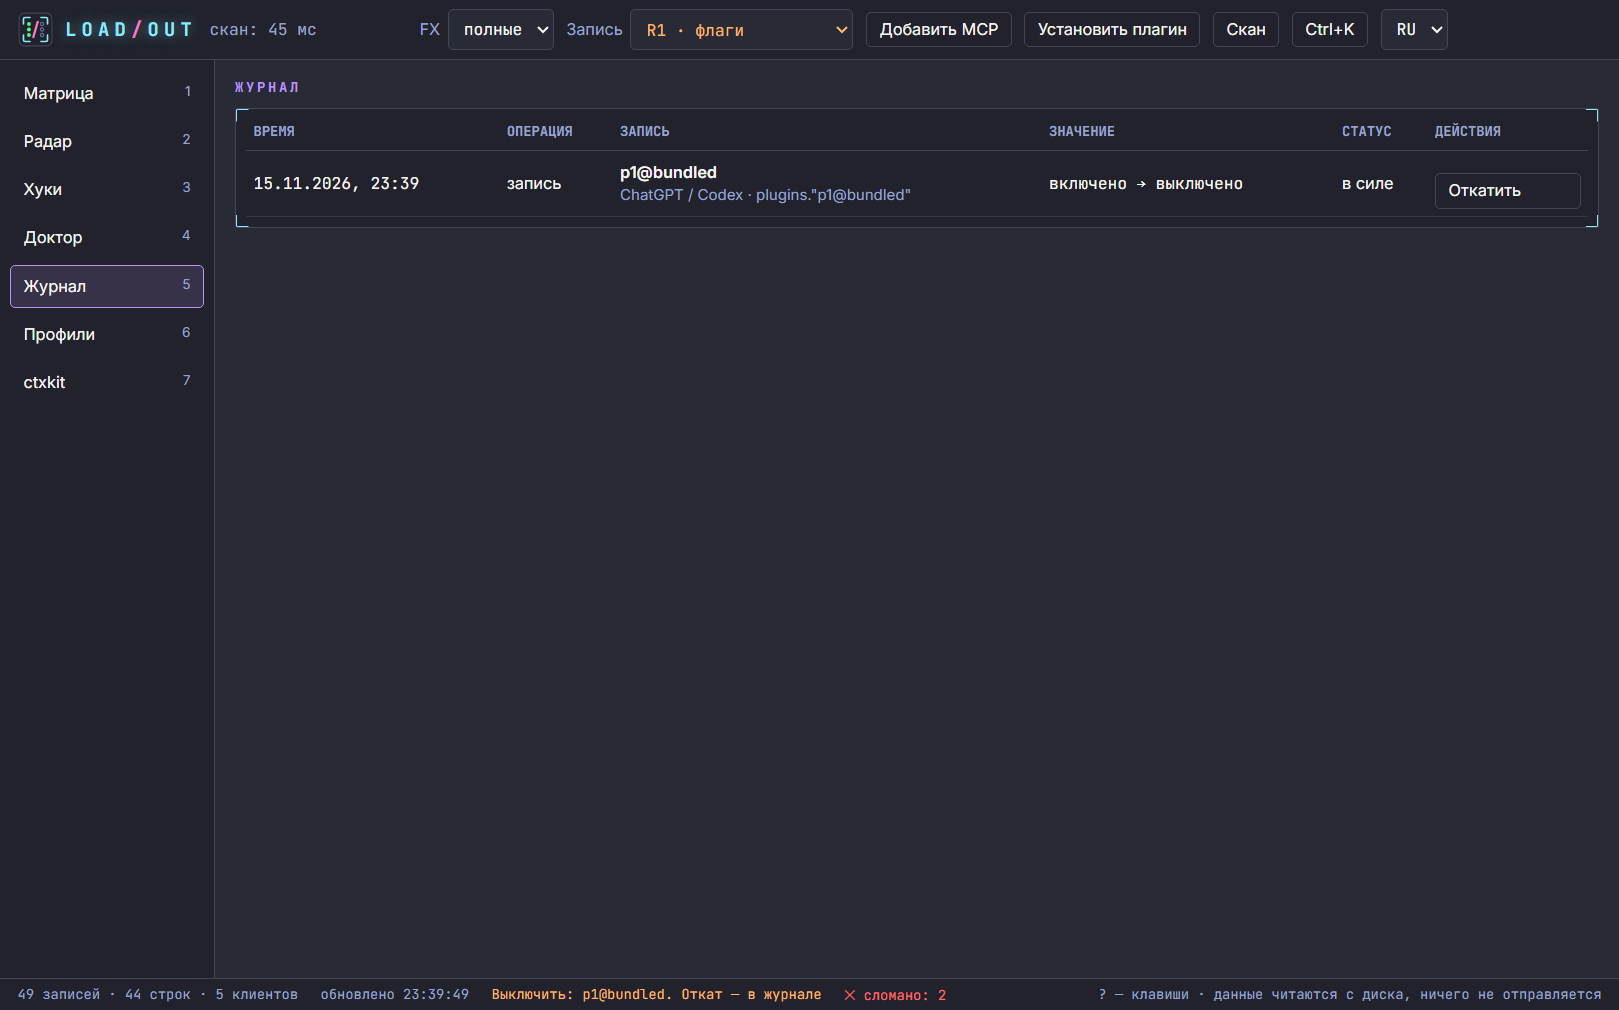 LOAD/OUT скан: 45 мс FX полные Запись R1 · флаги Добавить MCP Установить плагин Скан Ctrl+K RU
Матрица 1
Радар 2
Хуки 3
Доктор 4
Журнал 5
Профили 6
ctxkit 7
ЖУРНАЛ
ВРЕМЯ ОПЕРАЦИЯ ЗАПИСЬ ЗНАЧЕНИЕ СТАТУС ДЕЙСТВИЯ
15.11.2026, 23:39 запись p1@bundled включено → выключено в силе Откатить
ChatGPT / Codex · plugins."p1@bundled"
49 записей · 44 строк · 5 клиентов обновлено 23:39:49 Выключить: p1@bundled. Откат — в журнале ✕ сломано: 2 ? — клавиши · данные читаются с диска, ничего не отправляется